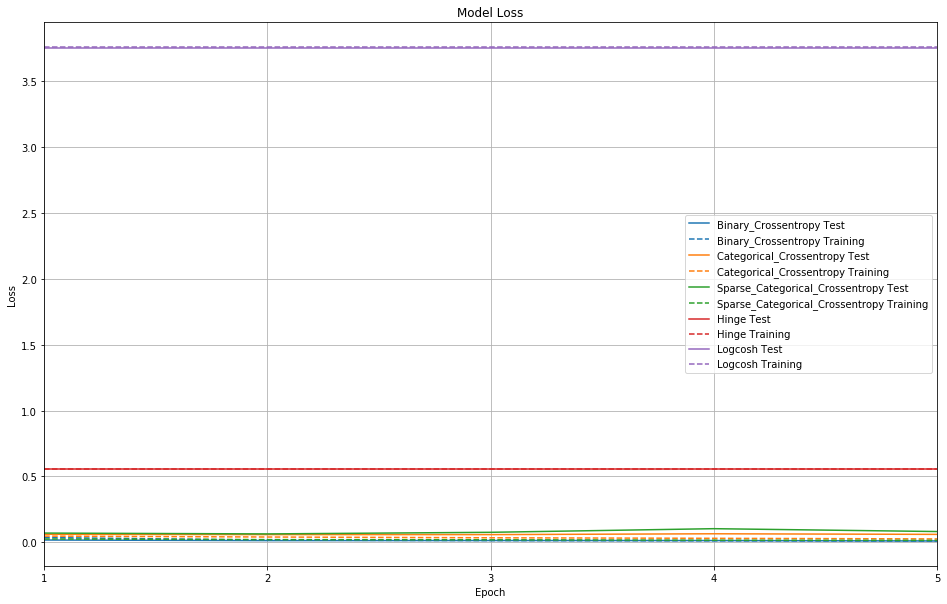 Model Loss
3.5
3.0
2.5
2.0
1.5
1.0
0.5
0.0
Loss
Binary_Crossentropy Test
Binary_Crossentropy Training
Categorical_Crossentropy Test
Categorical_Crossentropy Training
Sparse_Categorical_Crossentropy Test
Sparse_Categorical_Crossentropy Training
Hinge Test
Hinge Training
Logcosh Test
Logcosh Training
1 2 3 4 5
Epoch